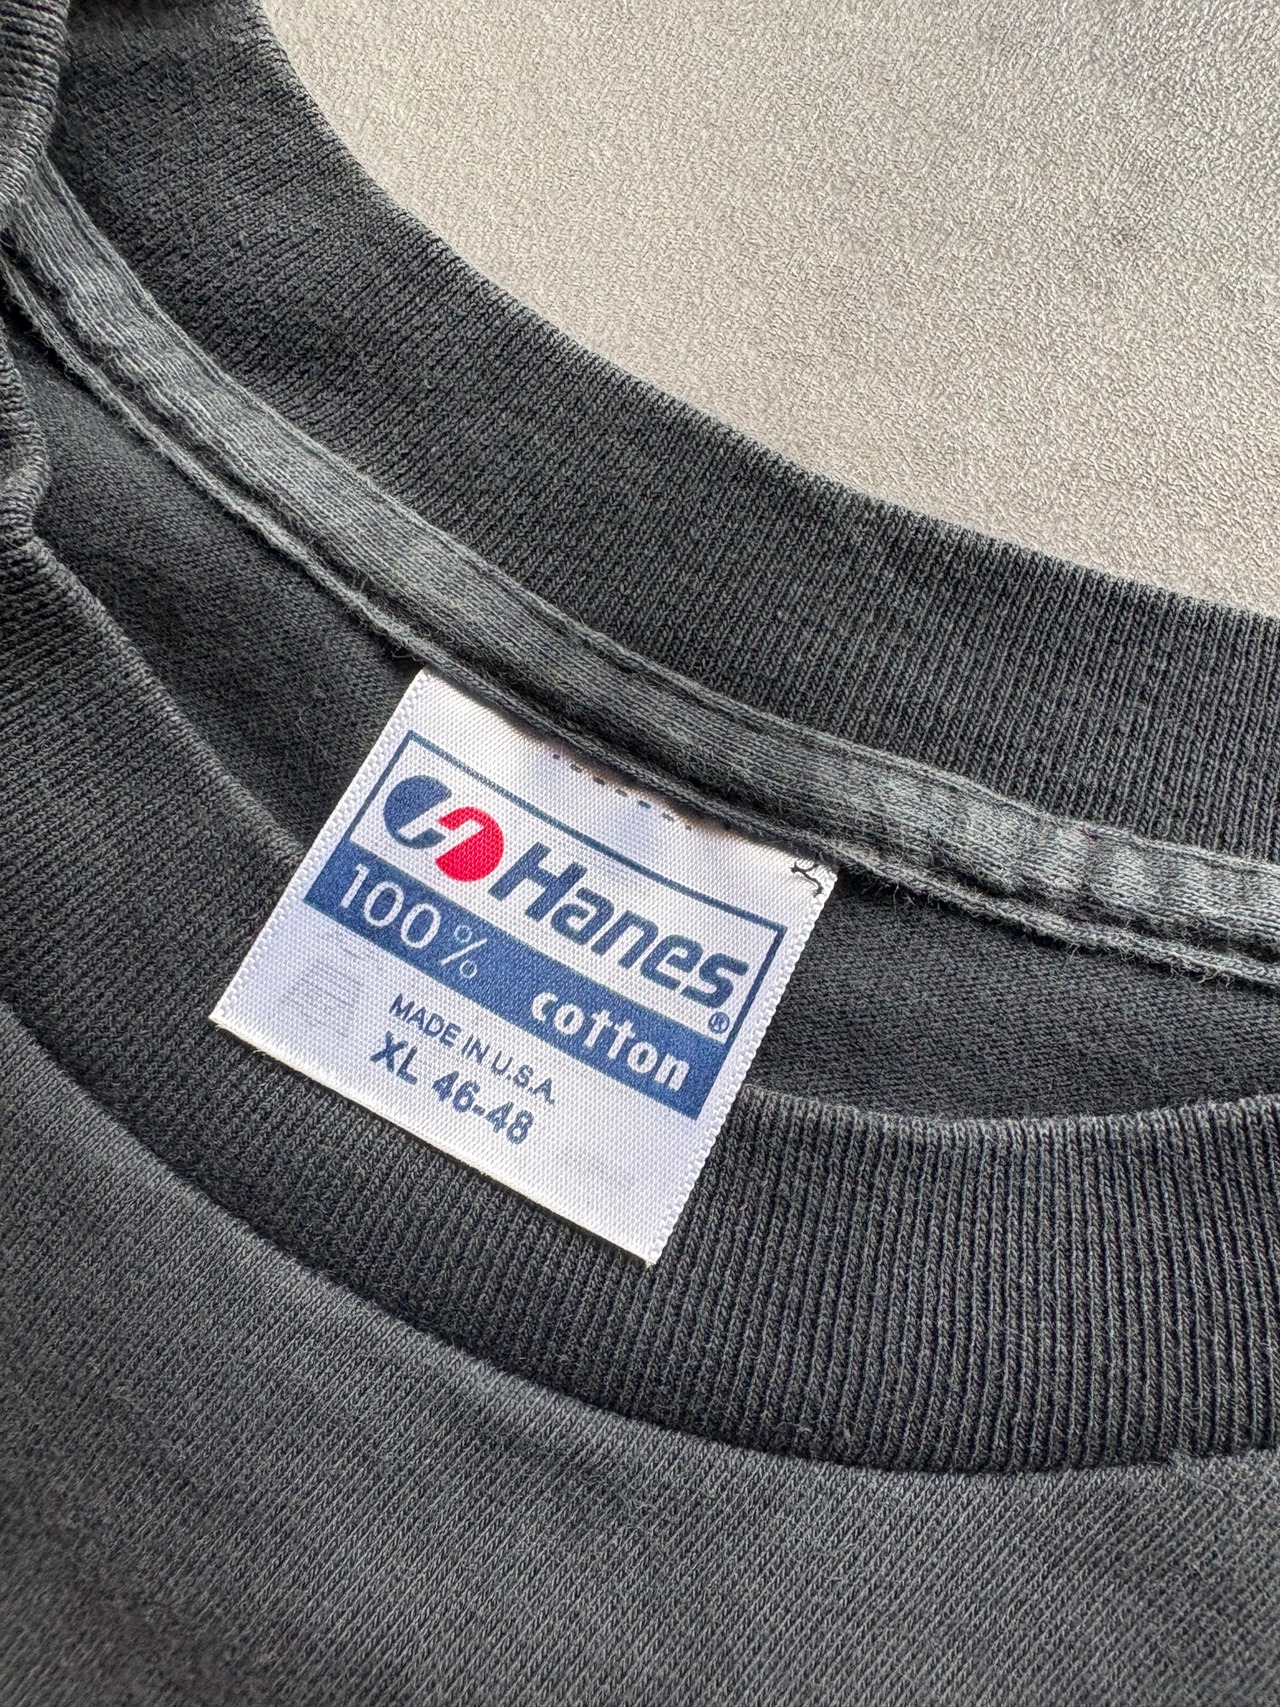 Hanes®
100% cotton
MADE IN U.S.A.
XL 46-48